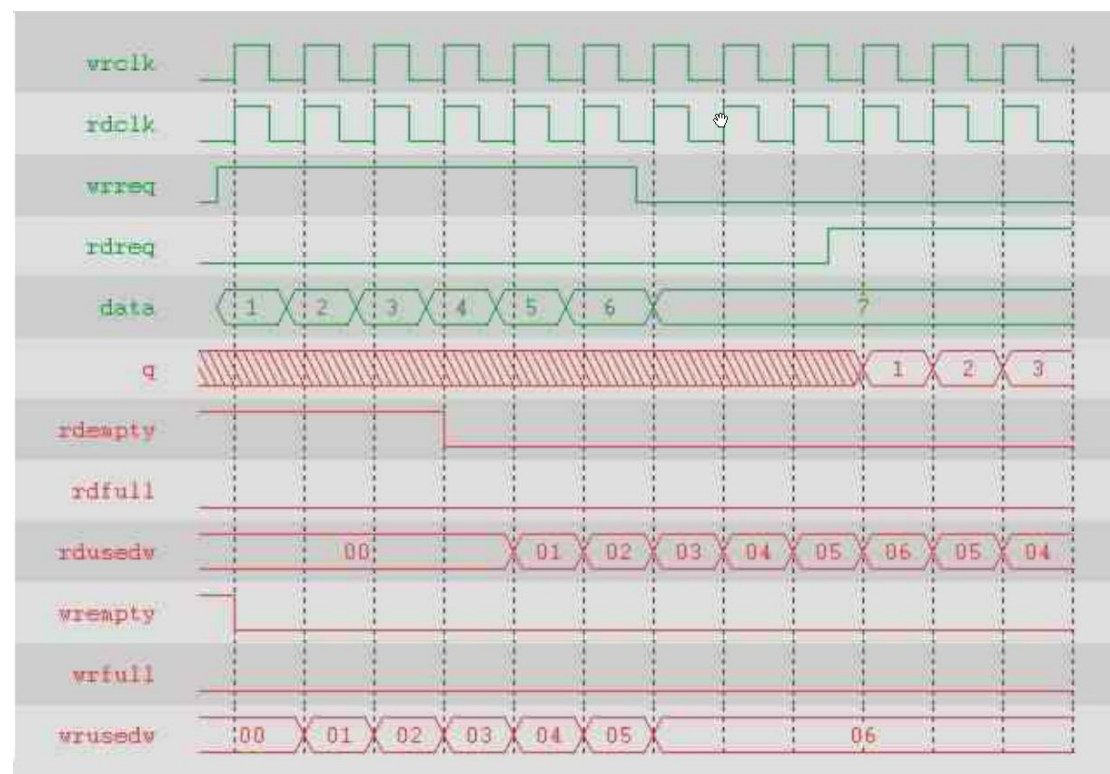 wrclk
rdclk
wrreq
rdreq
data 1 2 3 4 5 6 7
q 1 2 3
rdempty
rdfull
rdusedw 00 01 02 03 04 05 06 05 04
wrempty
wrfull
wrusedw 00 01 02 03 04 05 06